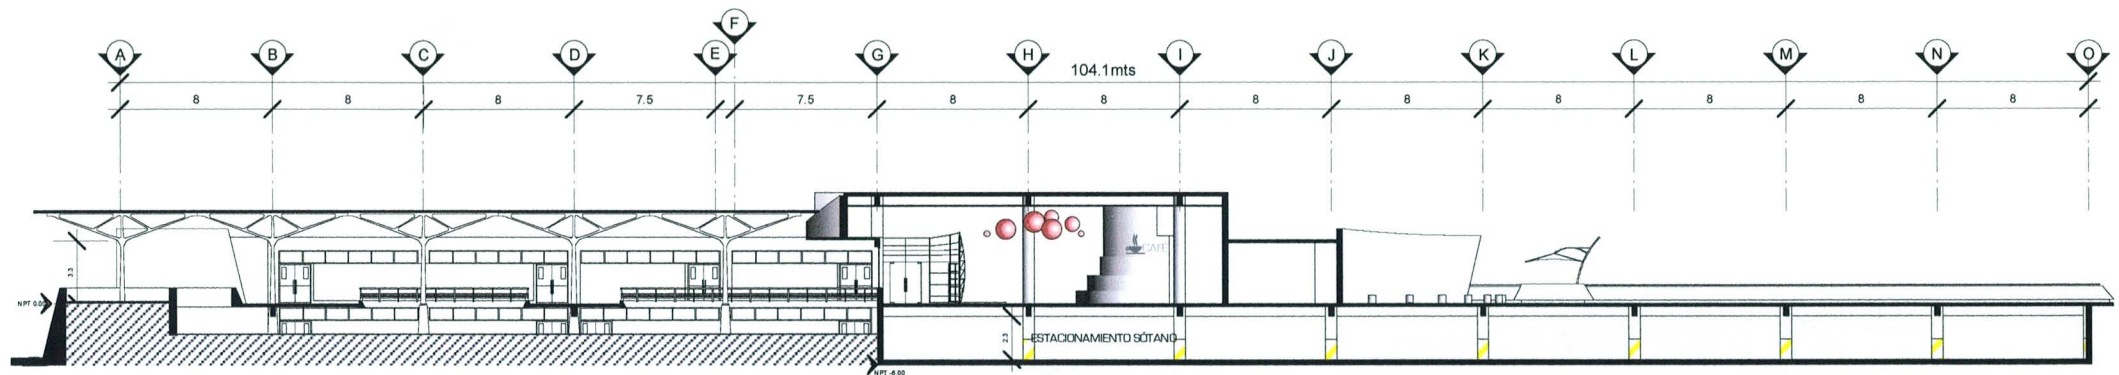 F
A B C D E G H I J K L M N O
104.1mts
8 8 8 7.5 7.5 8 8 8 8 8 8 8 8
CAFE
3.3
NPT 0.00
2.3
ESTACIONAMIENTO SÓTANO
NPT -6.00